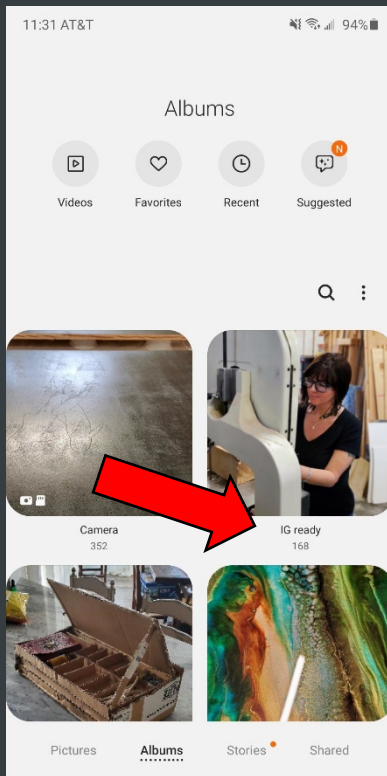 11:31 AT&T 94%
Albums
N
Videos Favorites Recent Suggested
Camera IG ready
352 168
Pictures Albums Stories Shared